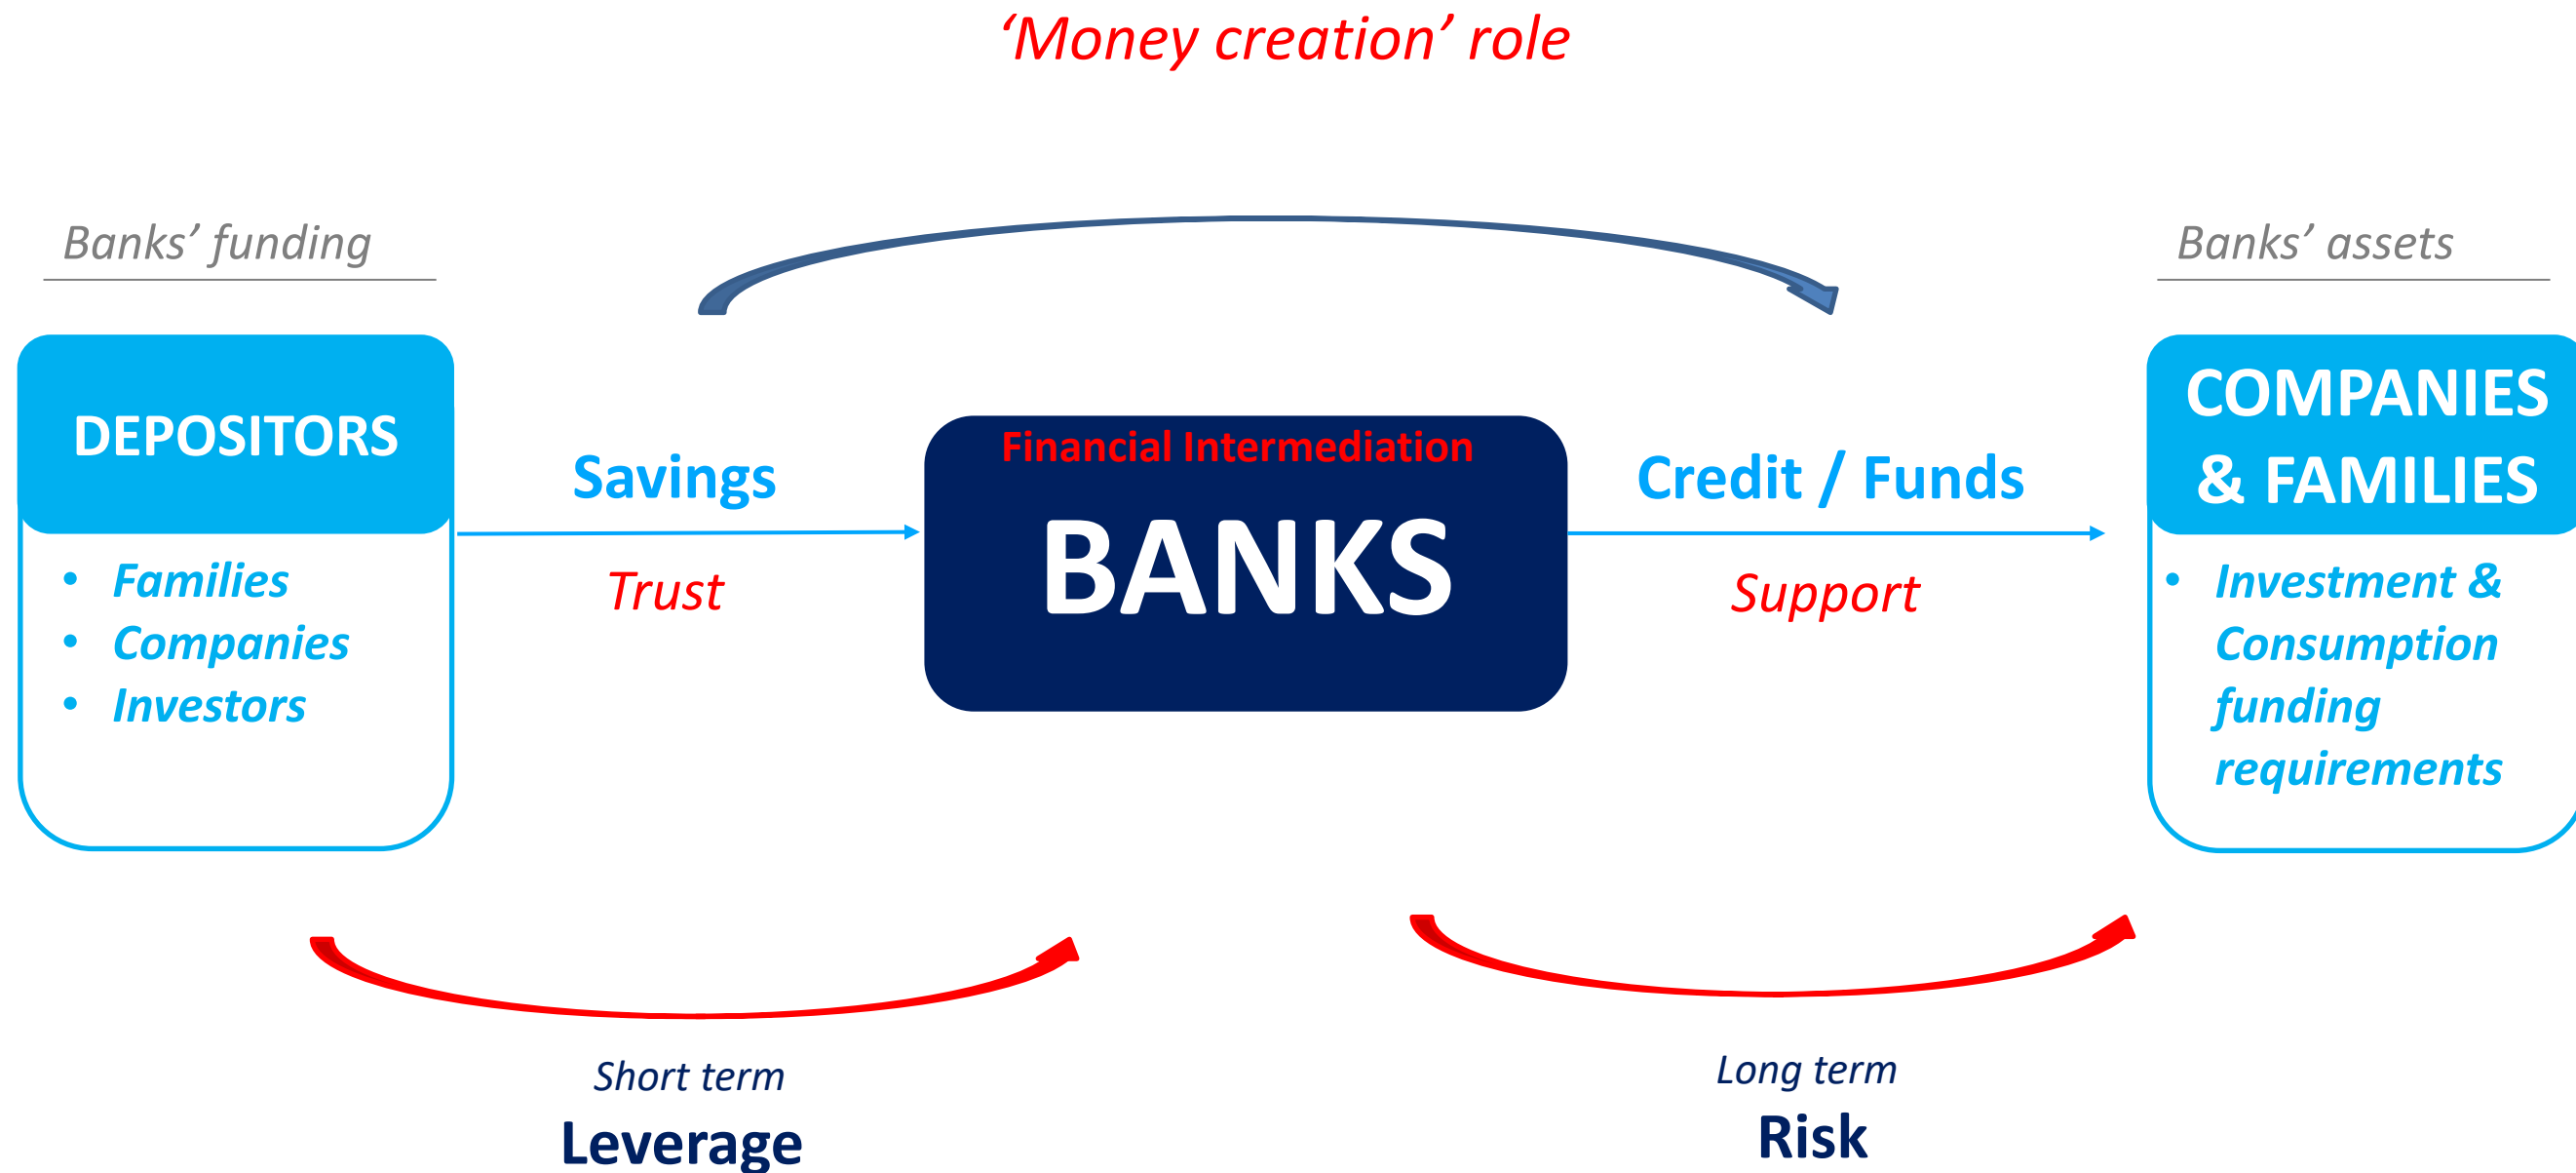 ‘Money creation’ role
Banks’ funding
Banks’ assets
DEPOSITORS
• Families
• Companies
• Investors
Savings
Trust
Financial Intermediation
BANKS
Credit / Funds
Support
COMPANIES
& FAMILIES
• Investment &
Consumption
funding
requirements
Short term
Leverage
Long term
Risk